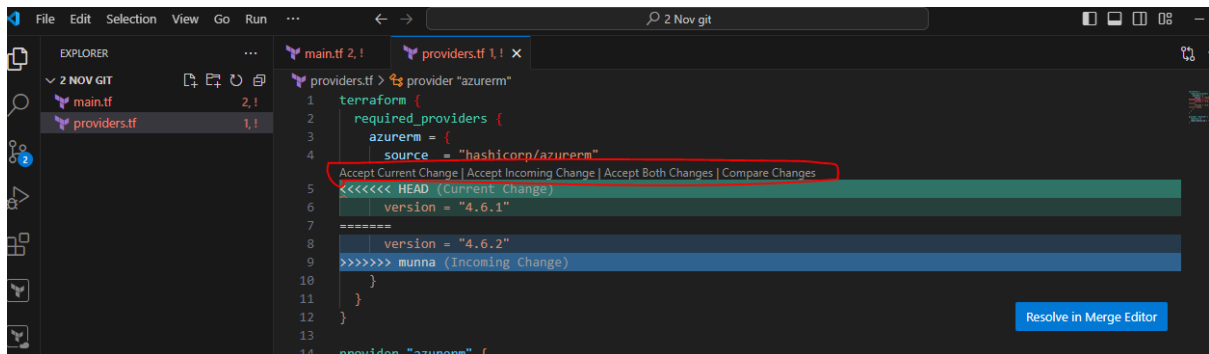 File Edit Selection View Go Run ... 2 Nov git
EXPLORER ...
main.tf 2, !
providers.tf 1, !
2 NOV GIT
main.tf 2, !
providers.tf 1, !
providers.tf > provider "azurerm"
1 terraform {
2 required_providers {
3 azurerm = {
4 source = "hashicorp/azurerm"
Accept Current Change | Accept Incoming Change | Accept Both Changes | Compare Changes
5 <<<<<<< HEAD (Current Change)
6 version = "4.6.1"
7 =======
8 version = "4.6.2"
9 >>>>>>> munna (Incoming Change)
10 }
11 }
12 }
13
14 provider "azurerm" {
2
Resolve in Merge Editor